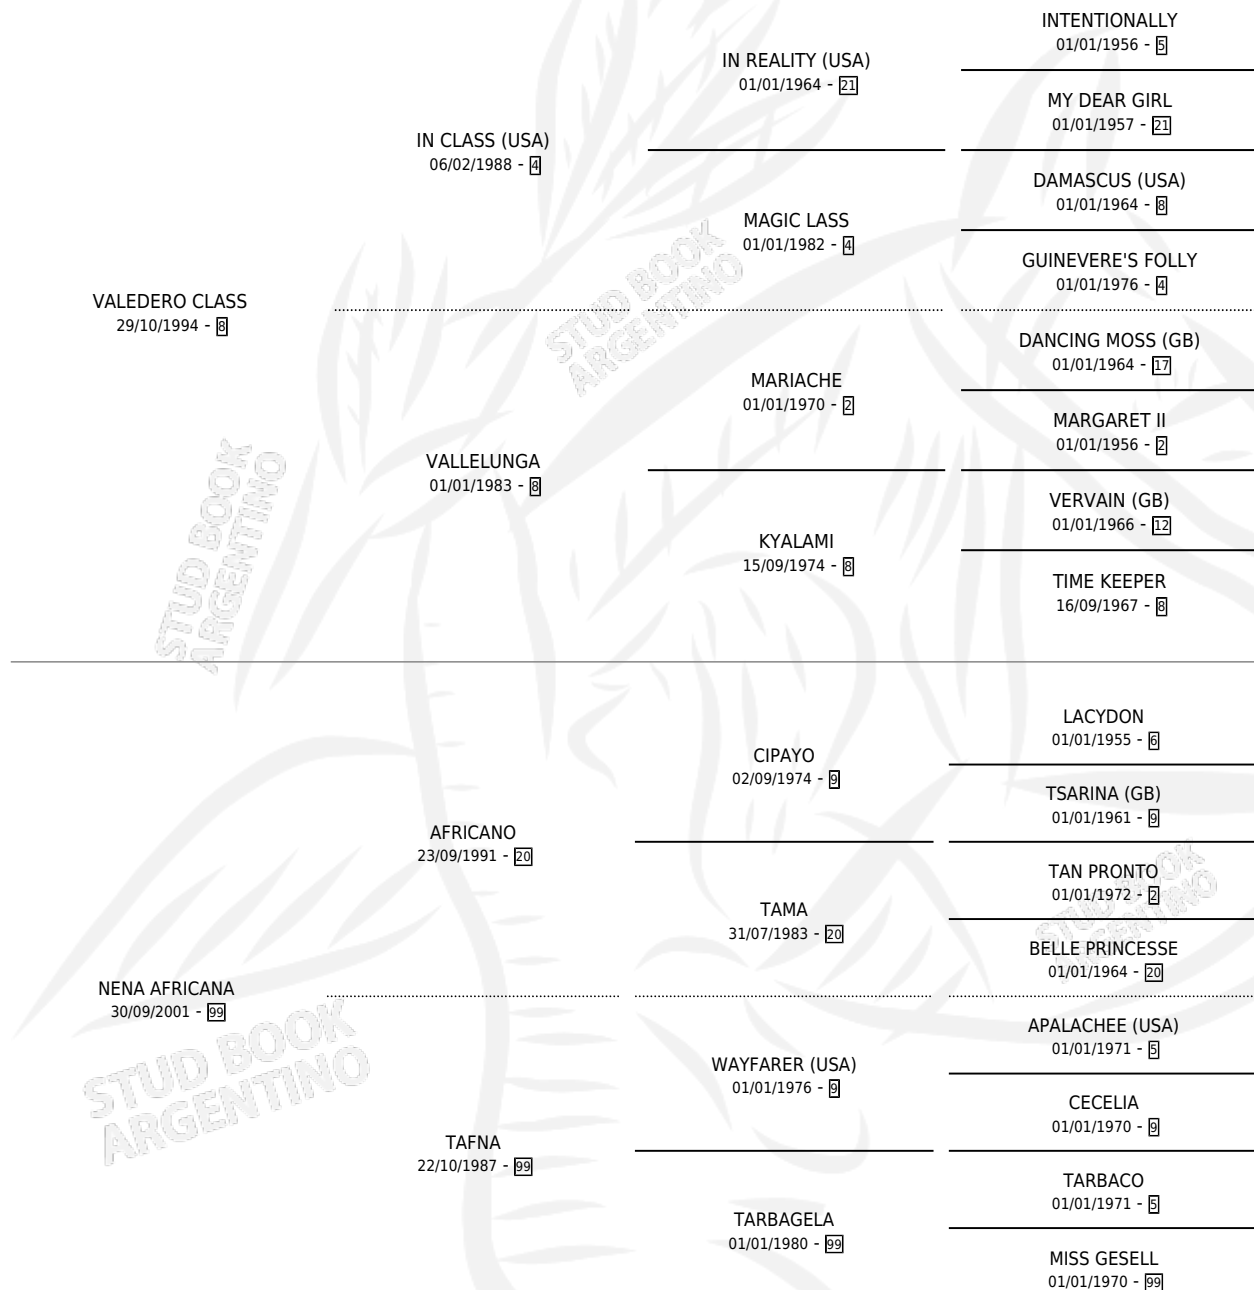 INTENTIONALLY
01/01/1956 - 5
IN REALITY (USA)
01/01/1964 - 21
MY DEAR GIRL
01/01/1957 - 21
IN CLASS (USA)
06/02/1988 - 4
DAMASCUS (USA)
01/01/1964 - 8
MAGIC LASS
01/01/1982 - 4
GUINEVERE'S FOLLY
01/01/1976 - 4
VALEDERO CLASS
29/10/1994 - 8
DANCING MOSS (GB)
01/01/1964 - 17
MARIACHE
01/01/1970 - 2
MARGARET II
01/01/1956 - 2
VALLELUNGA
01/01/1983 - 8
VERVAIN (GB)
01/01/1966 - 12
KYALAMI
15/09/1974 - 8
TIME KEEPER
16/09/1967 - 8
LACYDON
01/01/1955 - 6
CIPAYO
02/09/1974 - 9
TSARINA (GB)
01/01/1961 - 9
AFRICANO
23/09/1991 - 20
TAN PRONTO
01/01/1972 - 2
TAMA
31/07/1983 - 20
BELLE PRINCESSE
01/01/1964 - 20
NENA AFRICANA
30/09/2001 - 99
APALACHEE (USA)
01/01/1971 - 5
WAYFARER (USA)
01/01/1976 - 9
CECELIA
01/01/1970 - 9
TAFNA
22/10/1987 - 99
TARBACO
01/01/1971 - 5
TARBAGELA
01/01/1980 - 99
MISS GESELL
01/01/1970 - 99
STUD BOOK
ARGENTINO
STUD BOOK
ARGENTINO
STUD BOOK
ARGENTINO
STUD BOOK
ARGENTINO